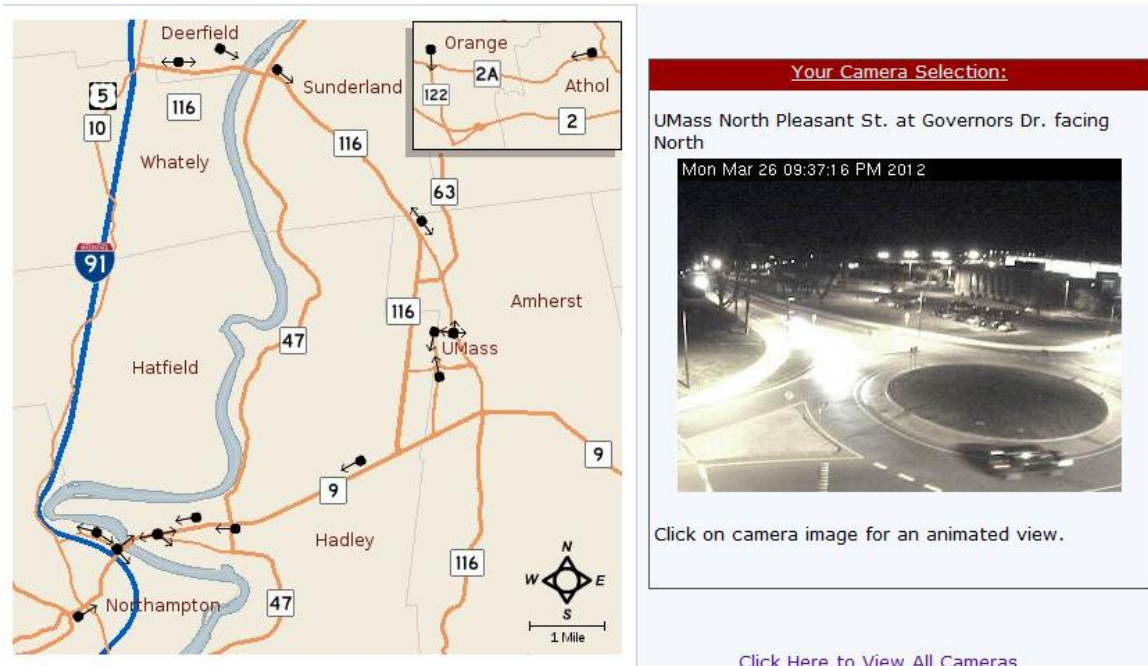 Deerfield
Orange
2A
Athol
122
2
Sunderland
5
10
116
116
Whately
63
91
Amherst
116
47
UMass
Hatfield
9
9
Hadley
116
N
W E
S
1 Mile
Northampton
47
Your Camera Selection:
UMass North Pleasant St. at Governors Dr. facing
North
Mon Mar 26 09:37:16 PM 2012
Click on camera image for an animated view.
Click Here to View All Cameras